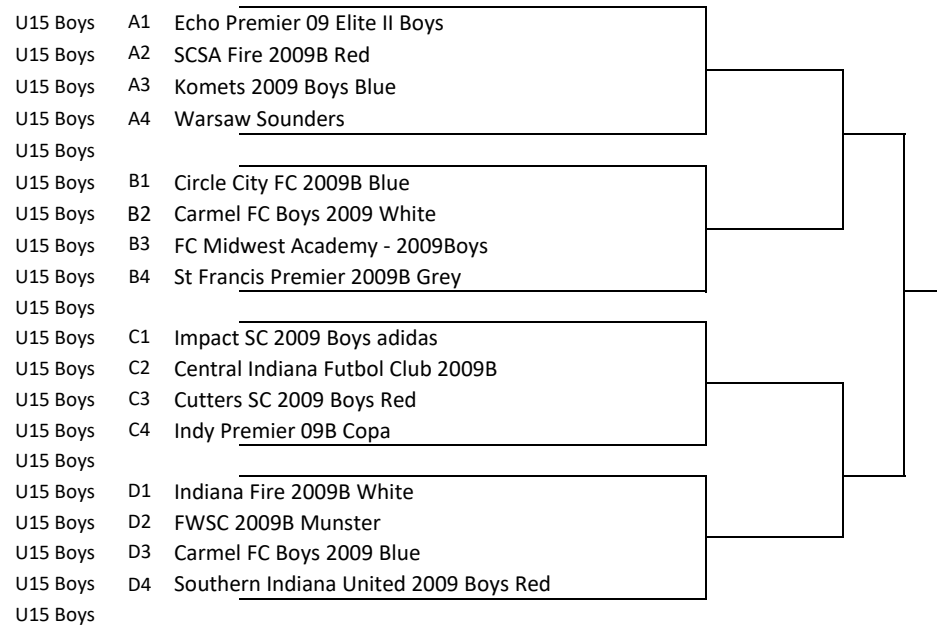 U15 Boys A1 Echo Premier 09 Elite II Boys
U15 Boys A2 SCSA Fire 2009B Red
U15 Boys A3 Komets 2009 Boys Blue
U15 Boys A4 Warsaw Sounders
U15 Boys
U15 Boys B1 Circle City FC 2009B Blue
U15 Boys B2 Carmel FC Boys 2009 White
U15 Boys B3 FC Midwest Academy - 2009Boys
U15 Boys B4 St Francis Premier 2009B Grey
U15 Boys
U15 Boys C1 Impact SC 2009 Boys adidas
U15 Boys C2 Central Indiana Futbol Club 2009B
U15 Boys C3 Cutters SC 2009 Boys Red
U15 Boys C4 Indy Premier 09B Copa
U15 Boys
U15 Boys D1 Indiana Fire 2009B White
U15 Boys D2 FWSC 2009B Munster
U15 Boys D3 Carmel FC Boys 2009 Blue
U15 Boys D4 Southern Indiana United 2009 Boys Red
U15 Boys